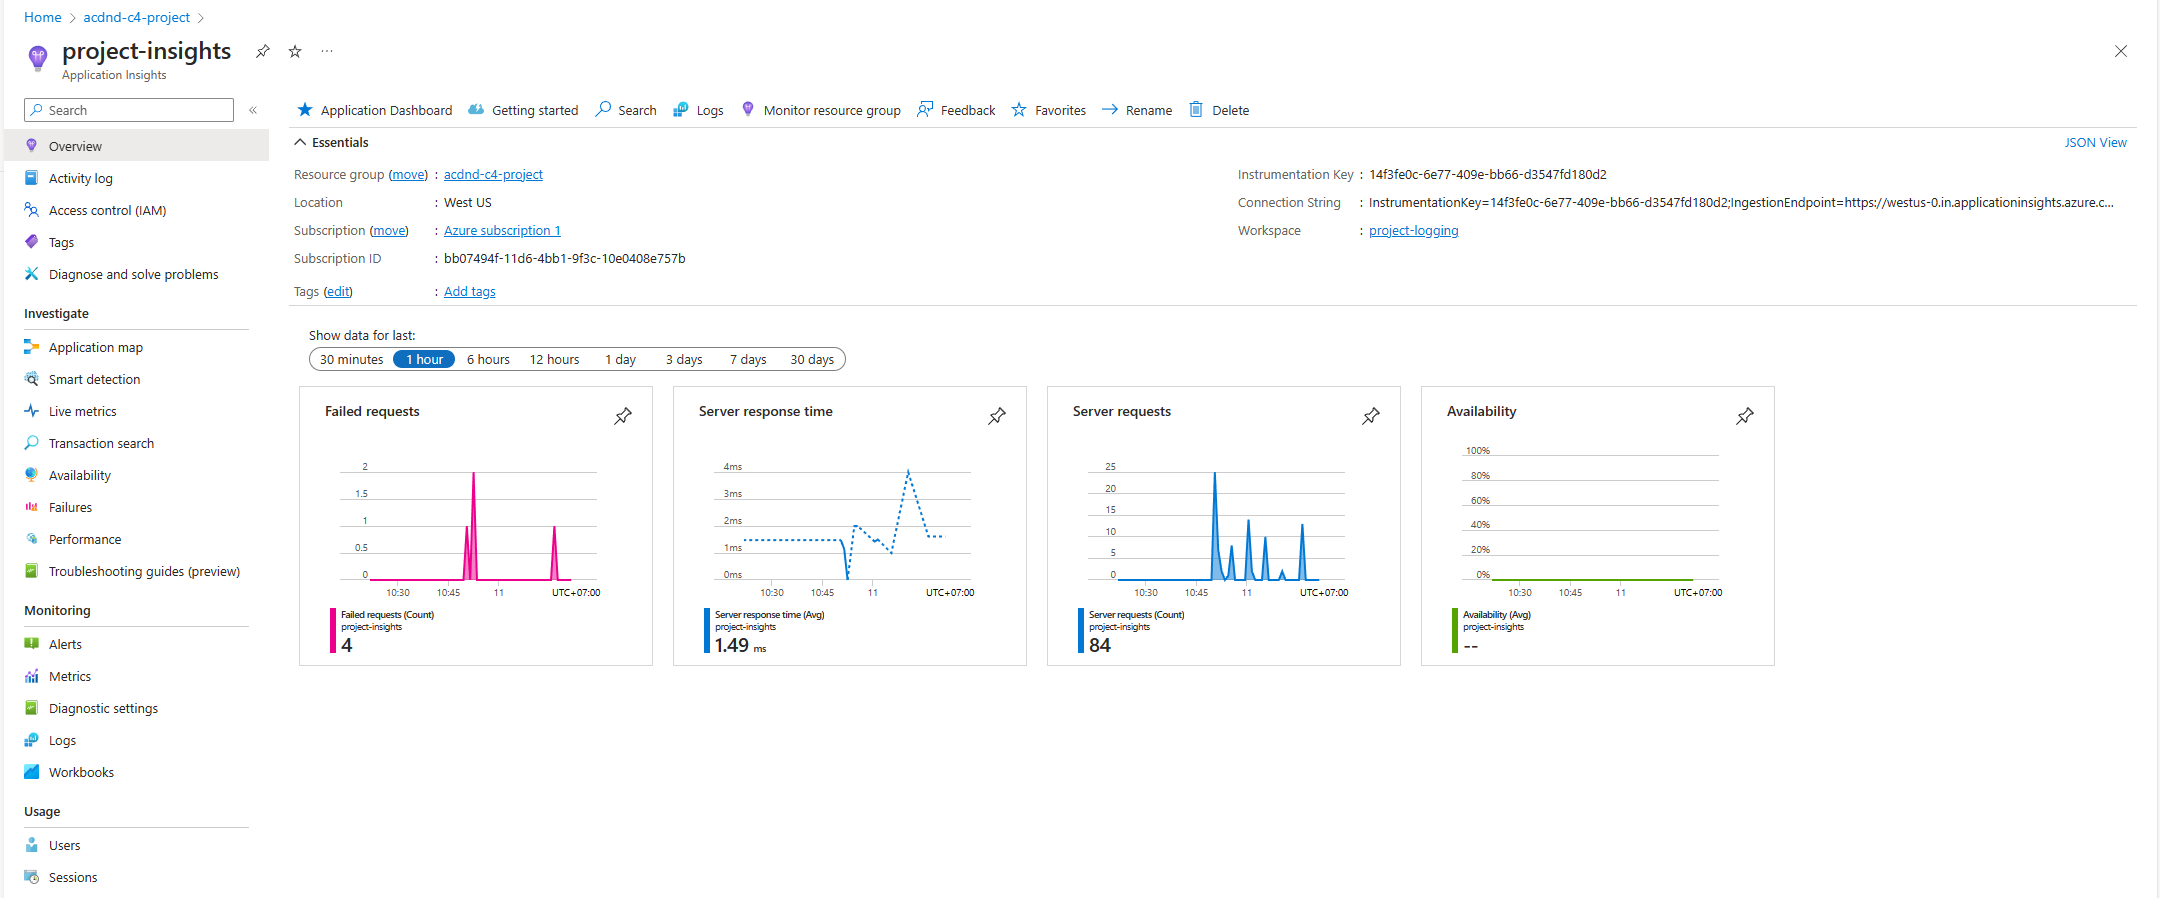 Home > acdnd-c4-project >
project-insights
Application Insights
Search
Overview
Activity log
Access control (IAM)
Tags
Diagnose and solve problems
Investigate
Application map
Smart detection
Live metrics
Transaction search
Availability
Failures
Performance
Troubleshooting guides (preview)
Monitoring
Alerts
Metrics
Diagnostic settings
Logs
Workbooks
Usage
Users
Sessions
Application Dashboard Getting started Search Logs Monitor resource group Feedback Favorites Rename Delete
Essentials
JSON View
Resource group (move) : acdnd-c4-project
Location : West US
Subscription (move) : Azure subscription 1
Subscription ID : bb07494f-11d6-4bb1-9f3c-10e0408e757b
Tags (edit) : Add tags
Instrumentation Key : 14f3fe0c-6e77-409e-bb66-d3547fd180d2
Connection String : InstrumentationKey=14f3fe0c-6e77-409e-bb66-d3547fd180d2;IngestionEndpoint=https://westus-0.in.applicationinsights.azure.c...
Workspace : project-logging
Show data for last:
30 minutes 1 hour 6 hours 12 hours 1 day 3 days 7 days 30 days
Failed requests
2
1.5
1
0.5
0
10:30 10:45 11 UTC+07:00
Failed requests (Count)
project-insights
4
Server response time
4ms
3ms
2ms
1ms
0ms
10:30 10:45 11 UTC+07:00
Server response time (Avg)
project-insights
1.49 ms
Server requests
25
20
15
10
5
0
10:30 10:45 11 UTC+07:00
Server requests (Count)
project-insights
84
Availability
100%
80%
60%
40%
20%
0%
10:30 10:45 11 UTC+07:00
Availability (Avg)
project-insights
--